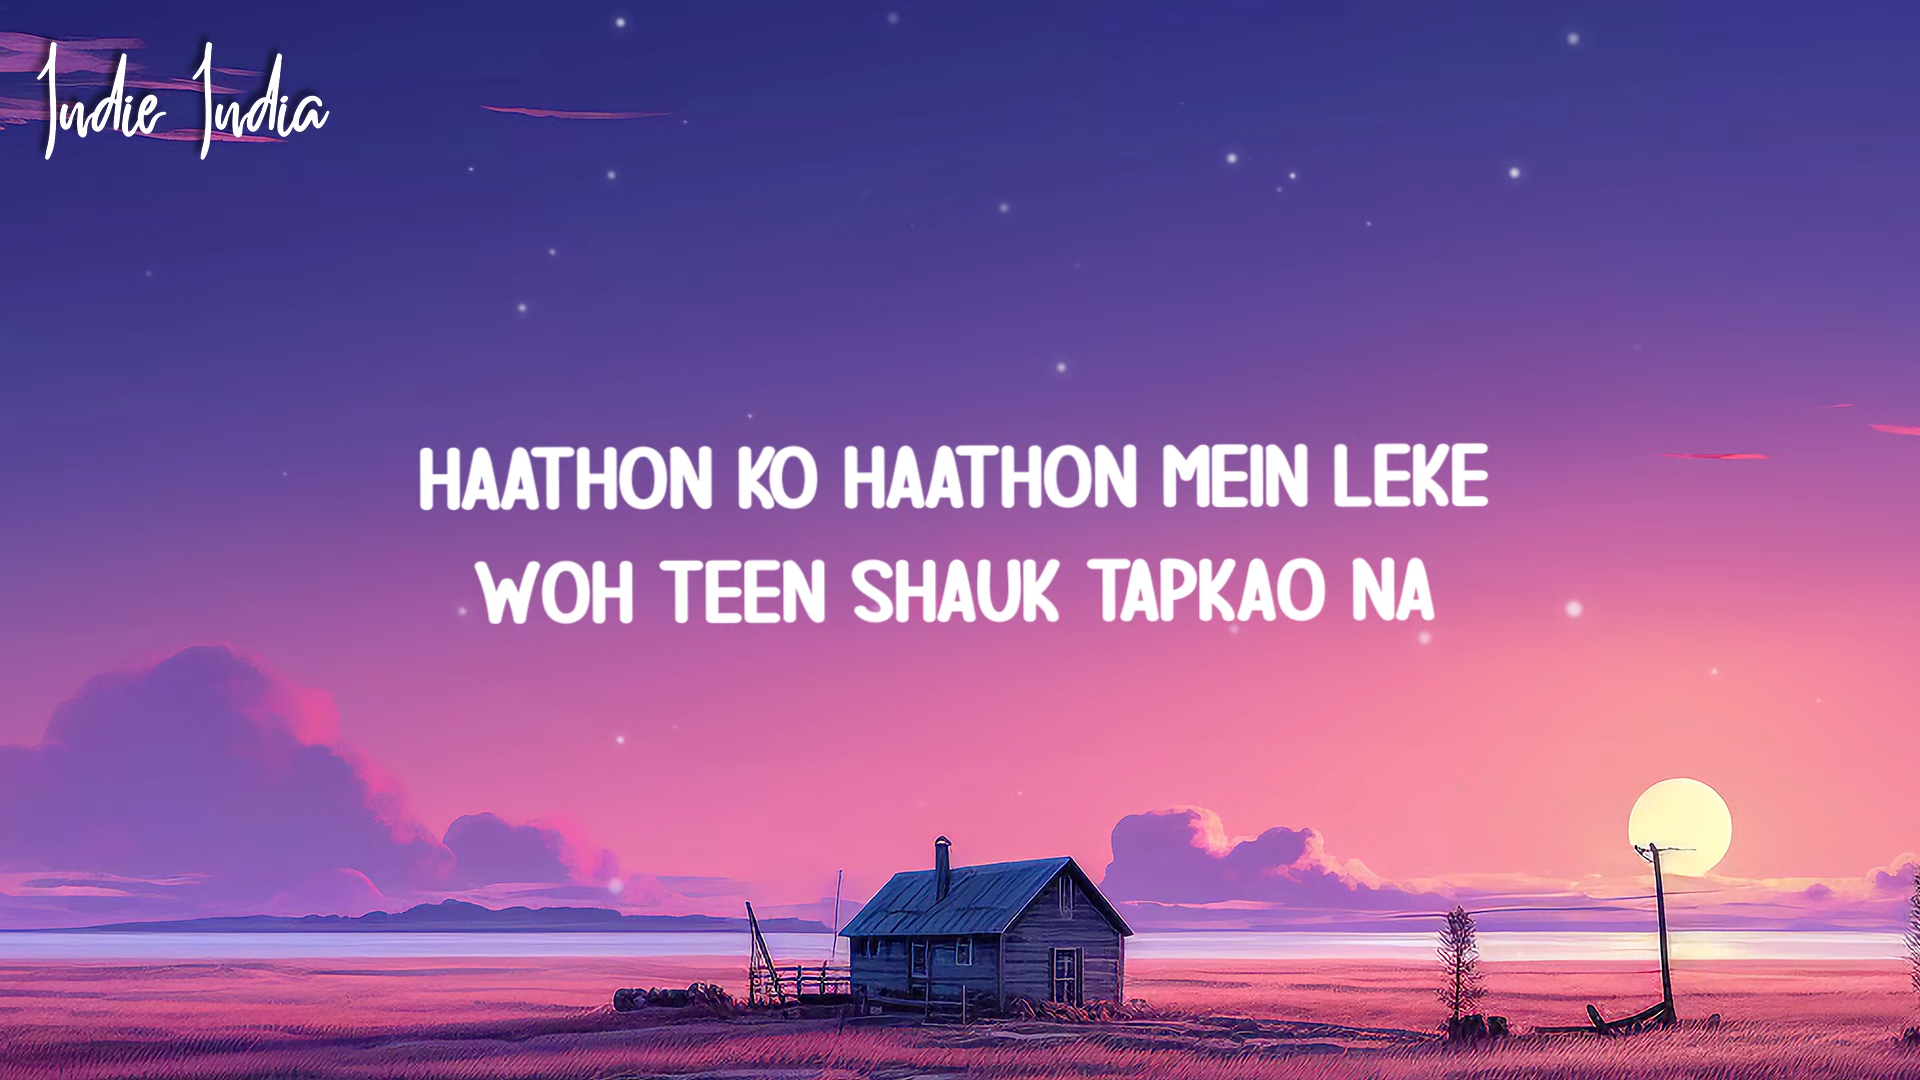 Indie India
HAATHON KO HAATHON MEIN LEKE
WOH TEEN SHAUK TAPKAO NA